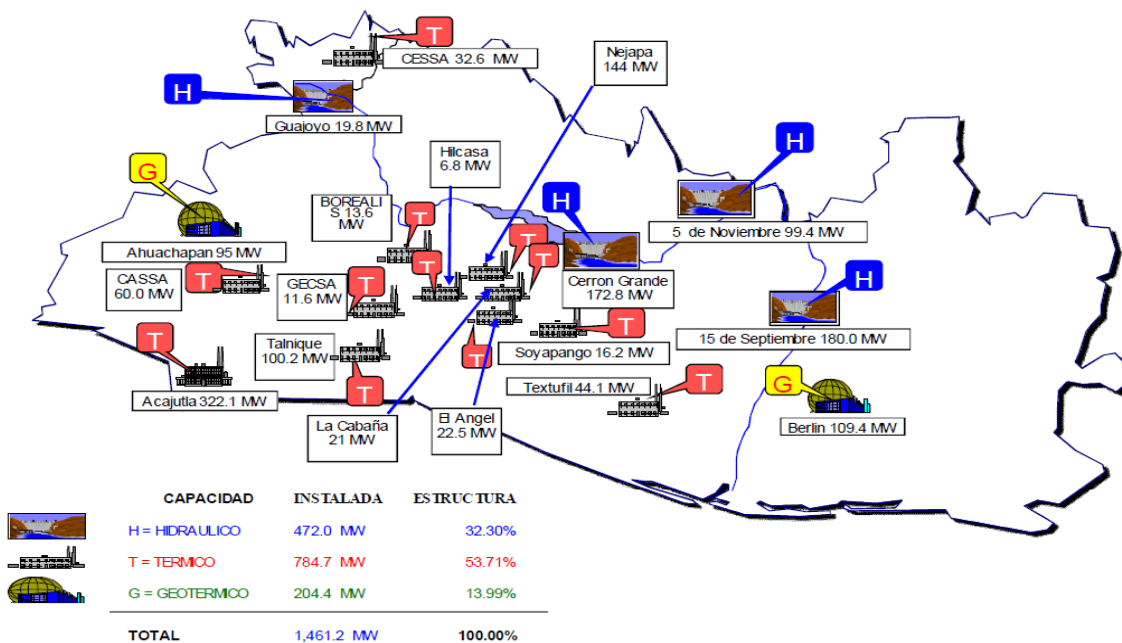 T
CESSA 32.6 MW
Nejapa
144 MW
H
Guajoyo 19.8 MW
Hilcasa
6.8 MW
H
G
BOREALI
S 13.6
MW
T
H
T
T
T
5 de Noviembre 99.4 MW
Ahuachapan 95 MW
CASSA
60.0 MW
T
GECSA
11.6 MW
T
Cerron Grande
172.8 MW
H
T
Talnique
100.2 MW
T
T
T
Soyapango 16.2 MW
15 de Septiembre 180.0 MW
Acajutla 322.1 MW
T
Textufil 44.1 MW
T
G
La Cabaña
21 MW
El Angel
22.5 MW
Berlin 109.4 MW
CAPACIDAD INSTALADA ESTRUCTURA
H = HIDRAULICO 472.0 MW 32.30%
T = TERMICO 784.7 MW 53.71%
G = GEOTERMICO 204.4 MW 13.99%
TOTAL 1,461.2 MW 100.00%